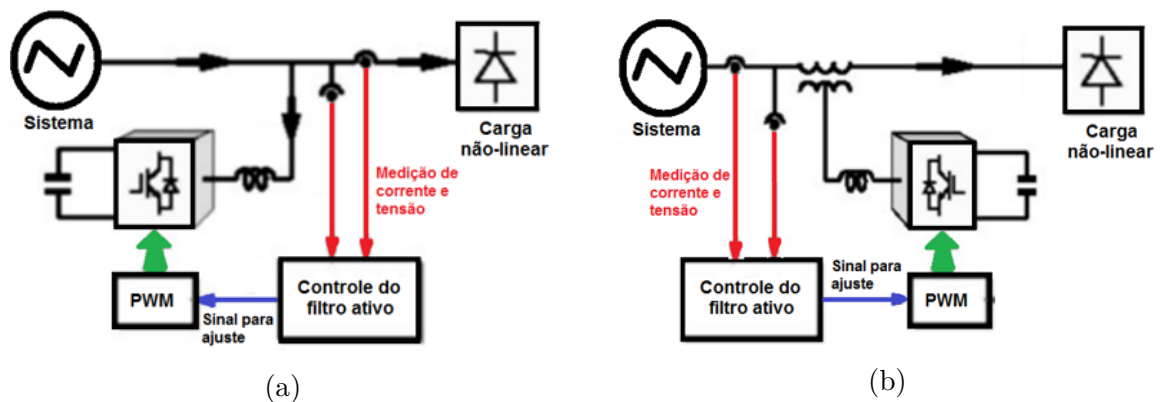 Sistema
Carga
não-linear
Medição de
corrente e
tensão
PWM
Sinal para
ajuste
Controle do
filtro ativo
(a)
Sistema
Carga
não-linear
Medição de
corrente e
tensão
Controle do
filtro ativo
Sinal para
ajuste
PWM
(b)